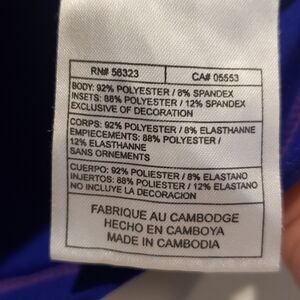 RN# 56323 CA# 05553
BODY: 92% POLYESTER / 8% SPANDEX
INSETS: 88% POLYESTER / 12% SPANDEX
EXCLUSIVE OF DECORATION
CORPS: 92% POLYESTER / 8% ELASTHANNE
EMPIECEMENTS: 88% POLYESTER /
12% ELASTHANNE
SANS ORNEMENTS
CUERPO: 92% POLIESTER / 8% ELASTANO
INJERTOS: 88% POLIESTER / 12% ELASTANO
NO INCLUYE LA DECORACION
FABRIQUE AU CAMBODGE
HECHO EN CAMBOYA
MADE IN CAMBODIA